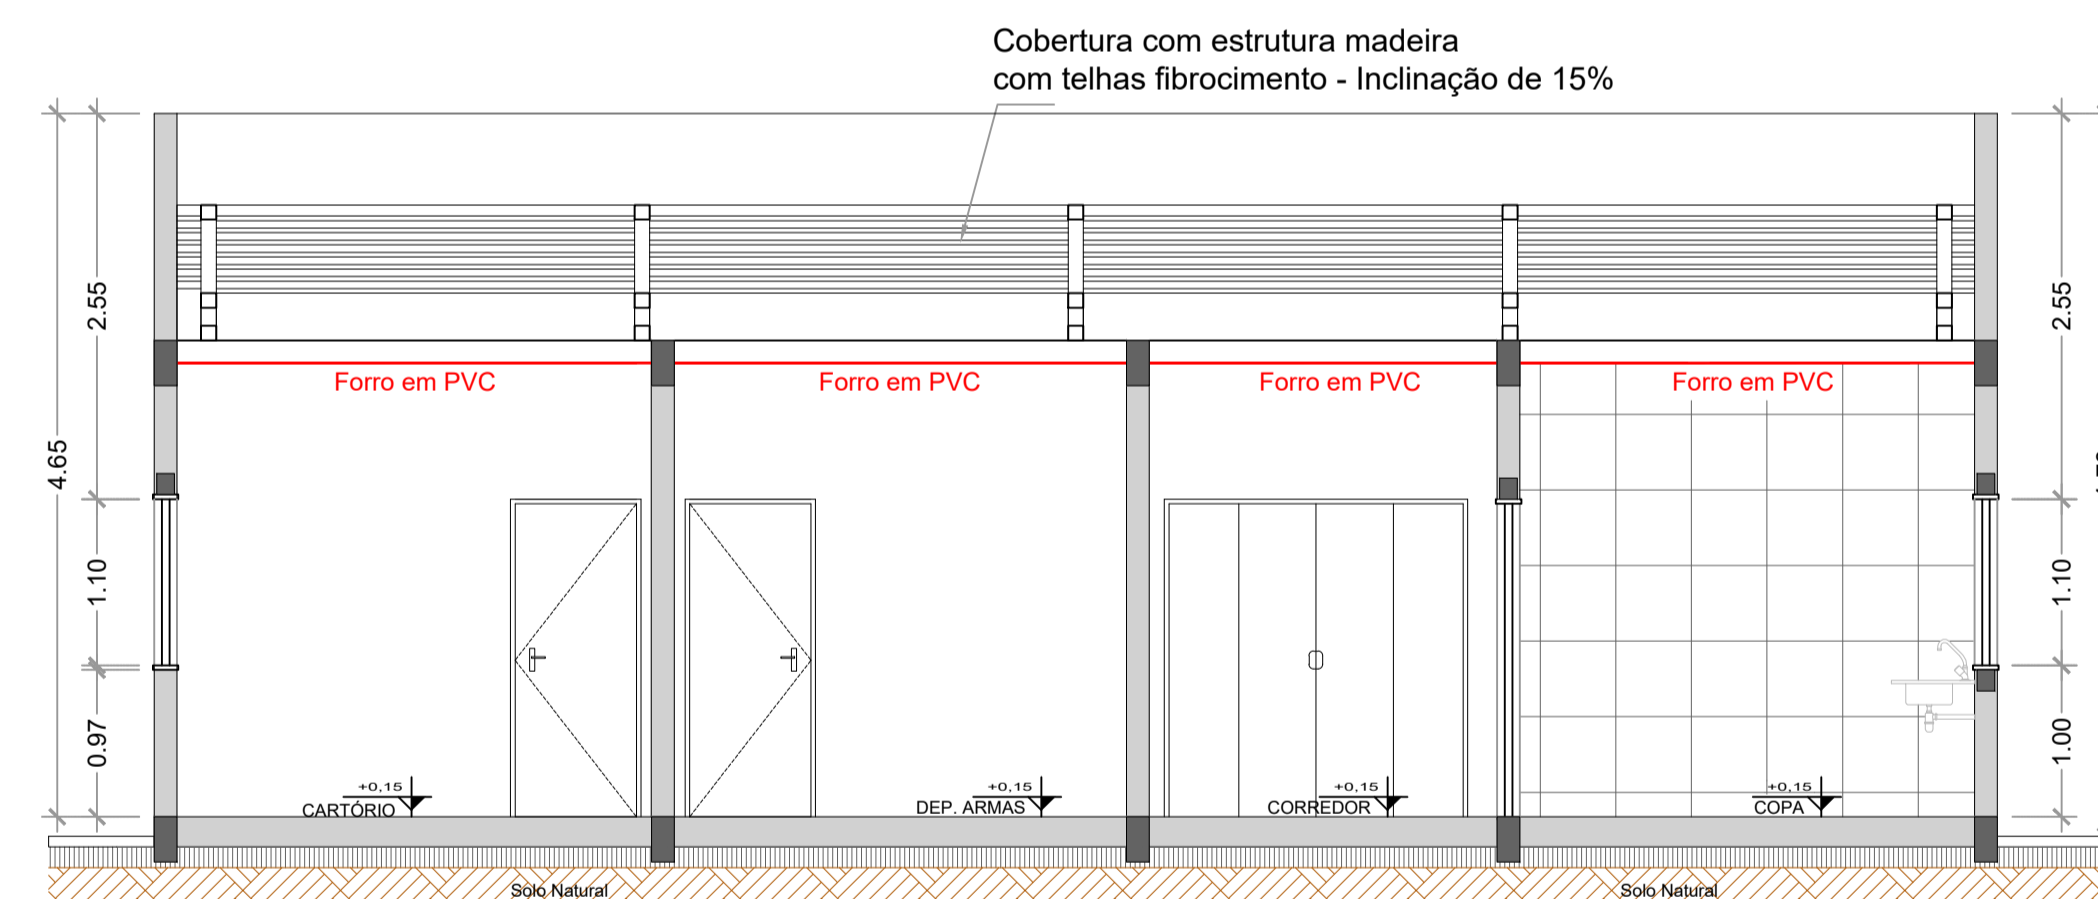 Cobertura com estrutura madeira
com telhas fibrocimento - Inclinação de 15%
2.55
2.55
Forro em PVC
Forro em PVC
Forro em PVC
Forro em PVC
4.65
1.10
1.10
0.97
1.00
+0,15
+0,15
+0,15
+0,15
CARTÓRIO
DEP. ARMAS
CORREDOR
COPA
Solo Natural
Solo Natural